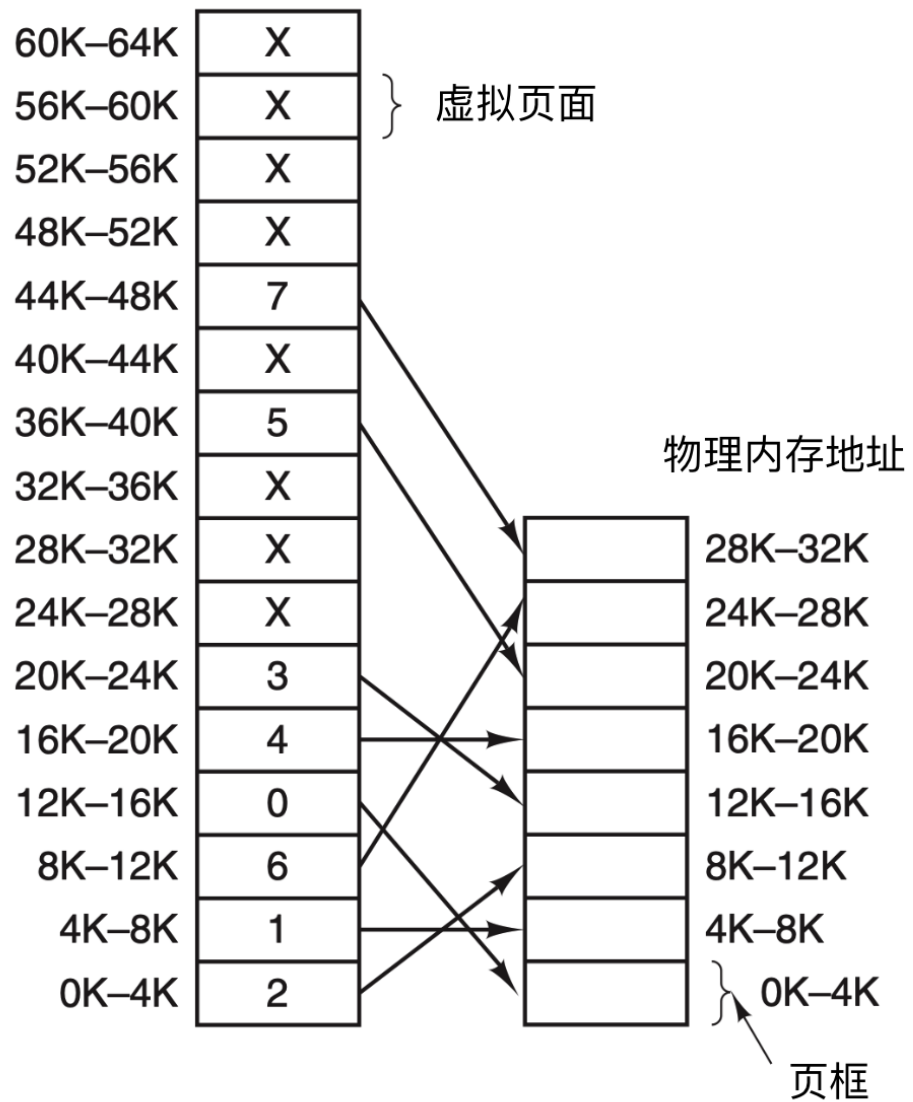 60K–64K X
56K–60K X 虚拟页面
52K–56K X
48K–52K X
44K–48K 7
40K–44K X
36K–40K 5
32K–36K X
28K–32K X
24K–28K X
20K–24K 3
16K–20K 4
12K–16K 0
8K–12K 6
4K–8K 1
0K–4K 2
物理内存地址
28K–32K
24K–28K
20K–24K
16K–20K
12K–16K
8K–12K
4K–8K
0K–4K
页框